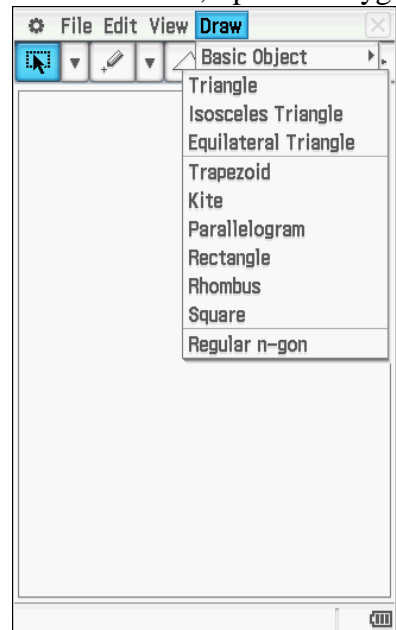 File Edit View Draw
Basic Object
Triangle
Isosceles Triangle
Equilateral Triangle
Trapezoid
Kite
Parallelogram
Rectangle
Rhombus
Square
Regular n-gon